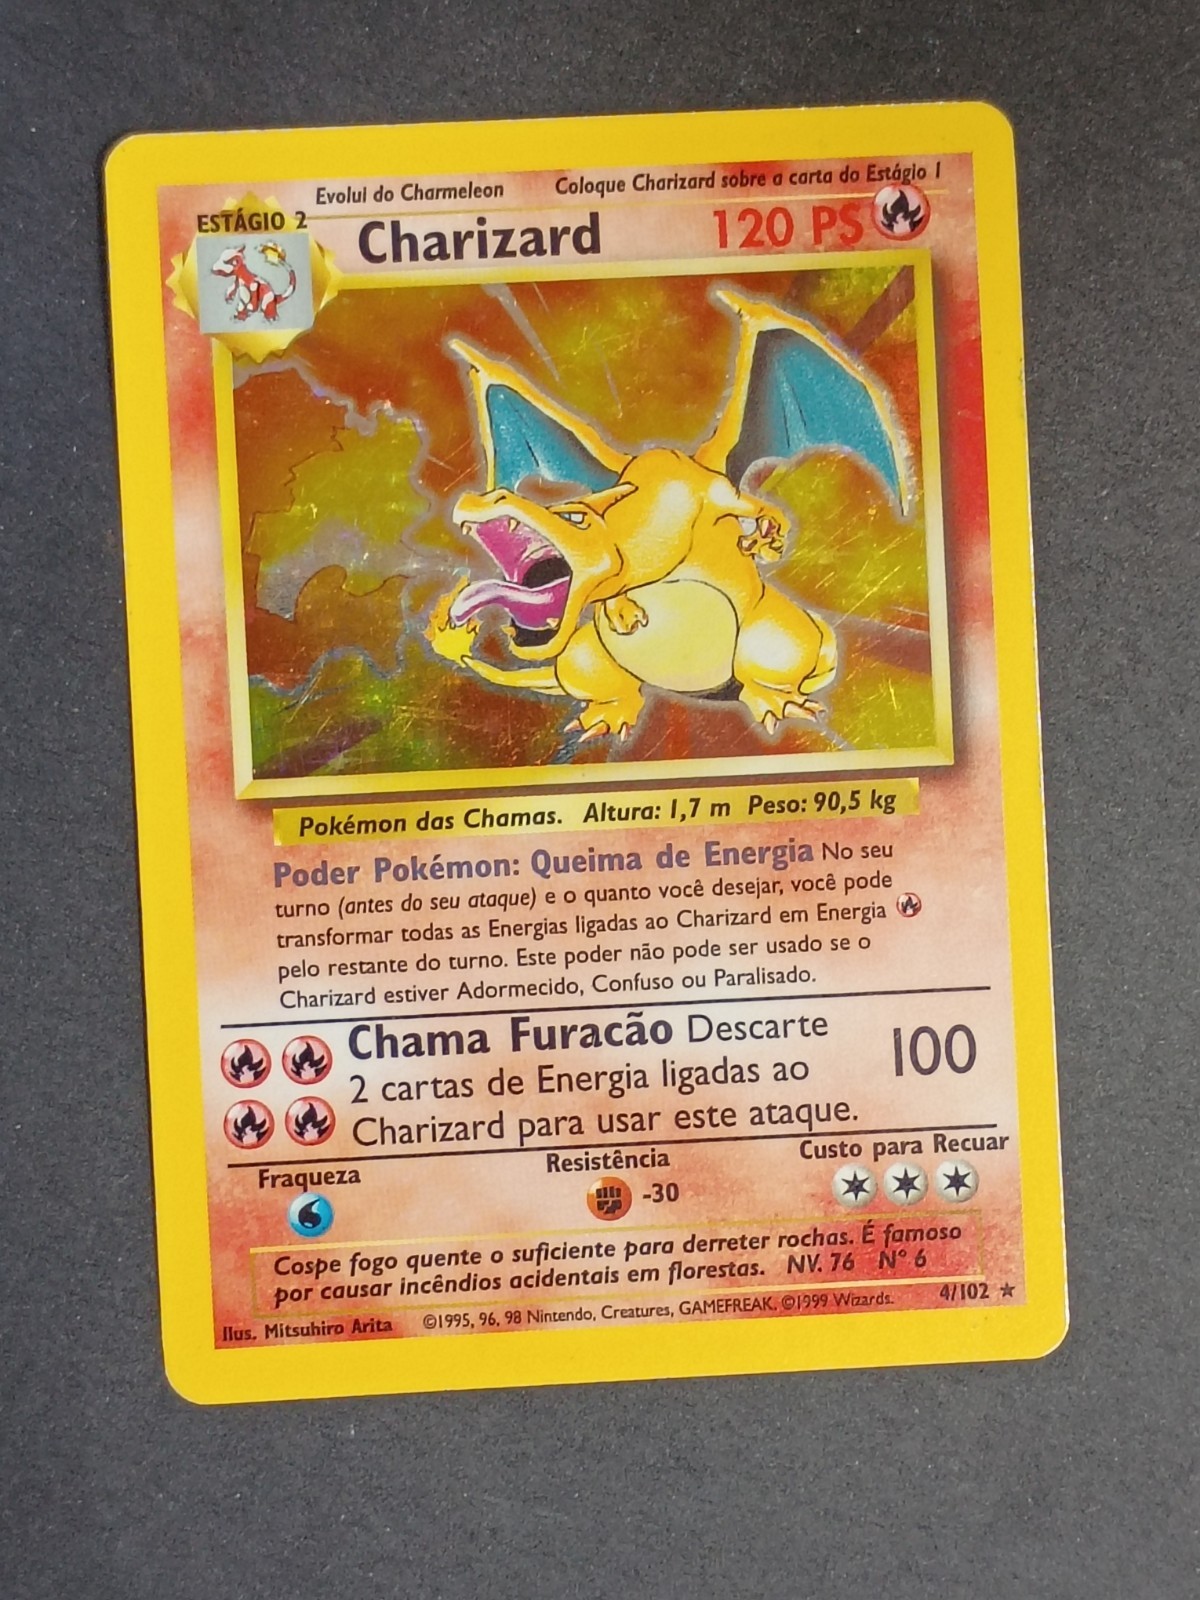 Evolui do Charmeleon
Coloque Charizard sobre a carta do Estágio 1
ESTÁGIO 2
Charizard
120 PS
Pokémon das Chamas. Altura: 1,7 m Peso: 90,5 kg
Poder Pokémon: Queima de Energia No seu
turno (antes do seu ataque) e o quanto você desejar, você pode
transformar todas as Energias ligadas ao Charizard em Energia
pelo restante do turno. Este poder não pode ser usado se o
Charizard estiver Adormecido, Confuso ou Paralisado.
Chama Furacão Descarte
2 cartas de Energia ligadas ao
Charizard para usar este ataque.
100
Fraqueza
Resistência
-30
Custo para Recuar
Cospe fogo quente o suficiente para derreter rochas. É famoso
por causar incêndios acidentais em florestas. NV. 76 Nº 6
Ilus. Mitsuhiro Arita
©1995, 96, 98 Nintendo, Creatures, GAMEFREAK. ©1999 Wizards.
4/102 ★